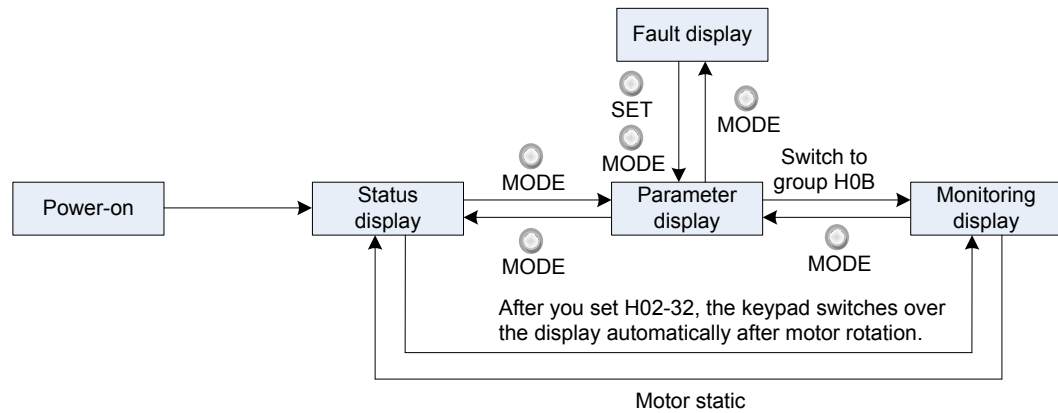 Fault display
SET
MODE
MODE
MODE
Switch to
group H0B
Power-on
Status
display
Parameter
display
Monitoring
display
MODE
MODE
After you set H02-32, the keypad switches over
the display automatically after motor rotation.
Motor static